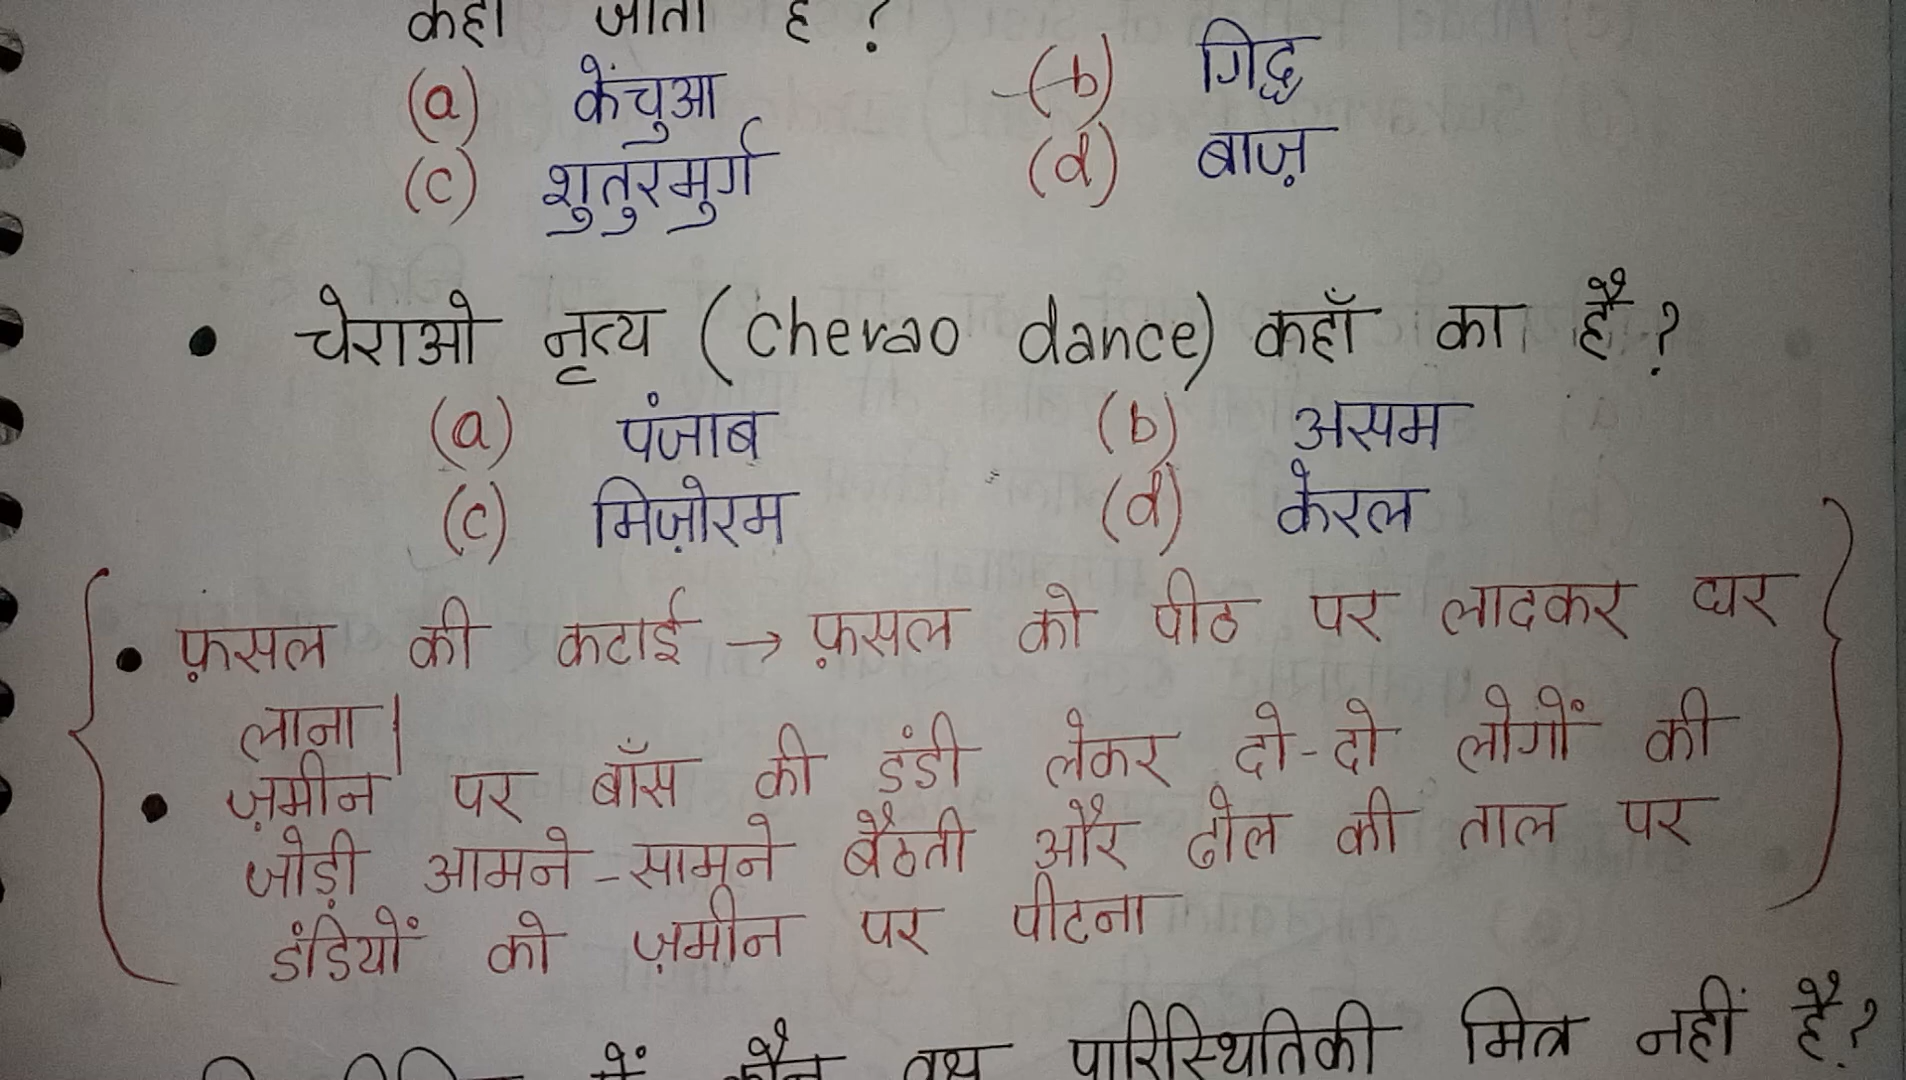 कहा जाता है ?
(a) केंचुआ (b) गिद्ध
(c) शुतुरमुर्ग (d) बाज़
• चेराओ नृत्य (Cherao dance) कहाँ का है ?
(a) पंजाब (b) असम
(c) मिज़ोरम (d) केरल
• फ़सल की कटाई → फ़सल को पीठ पर लादकर घर
लाना |
• ज़मीन पर बाँस की डंडी लेकर दो-दो लोगों की
जोड़ी आमने-सामने बैठती और ढोल की ताल पर
डंडियों को ज़मीन पर पीटना
में कौन वृक्ष पारिस्थितिकी मित्र नहीं है ?